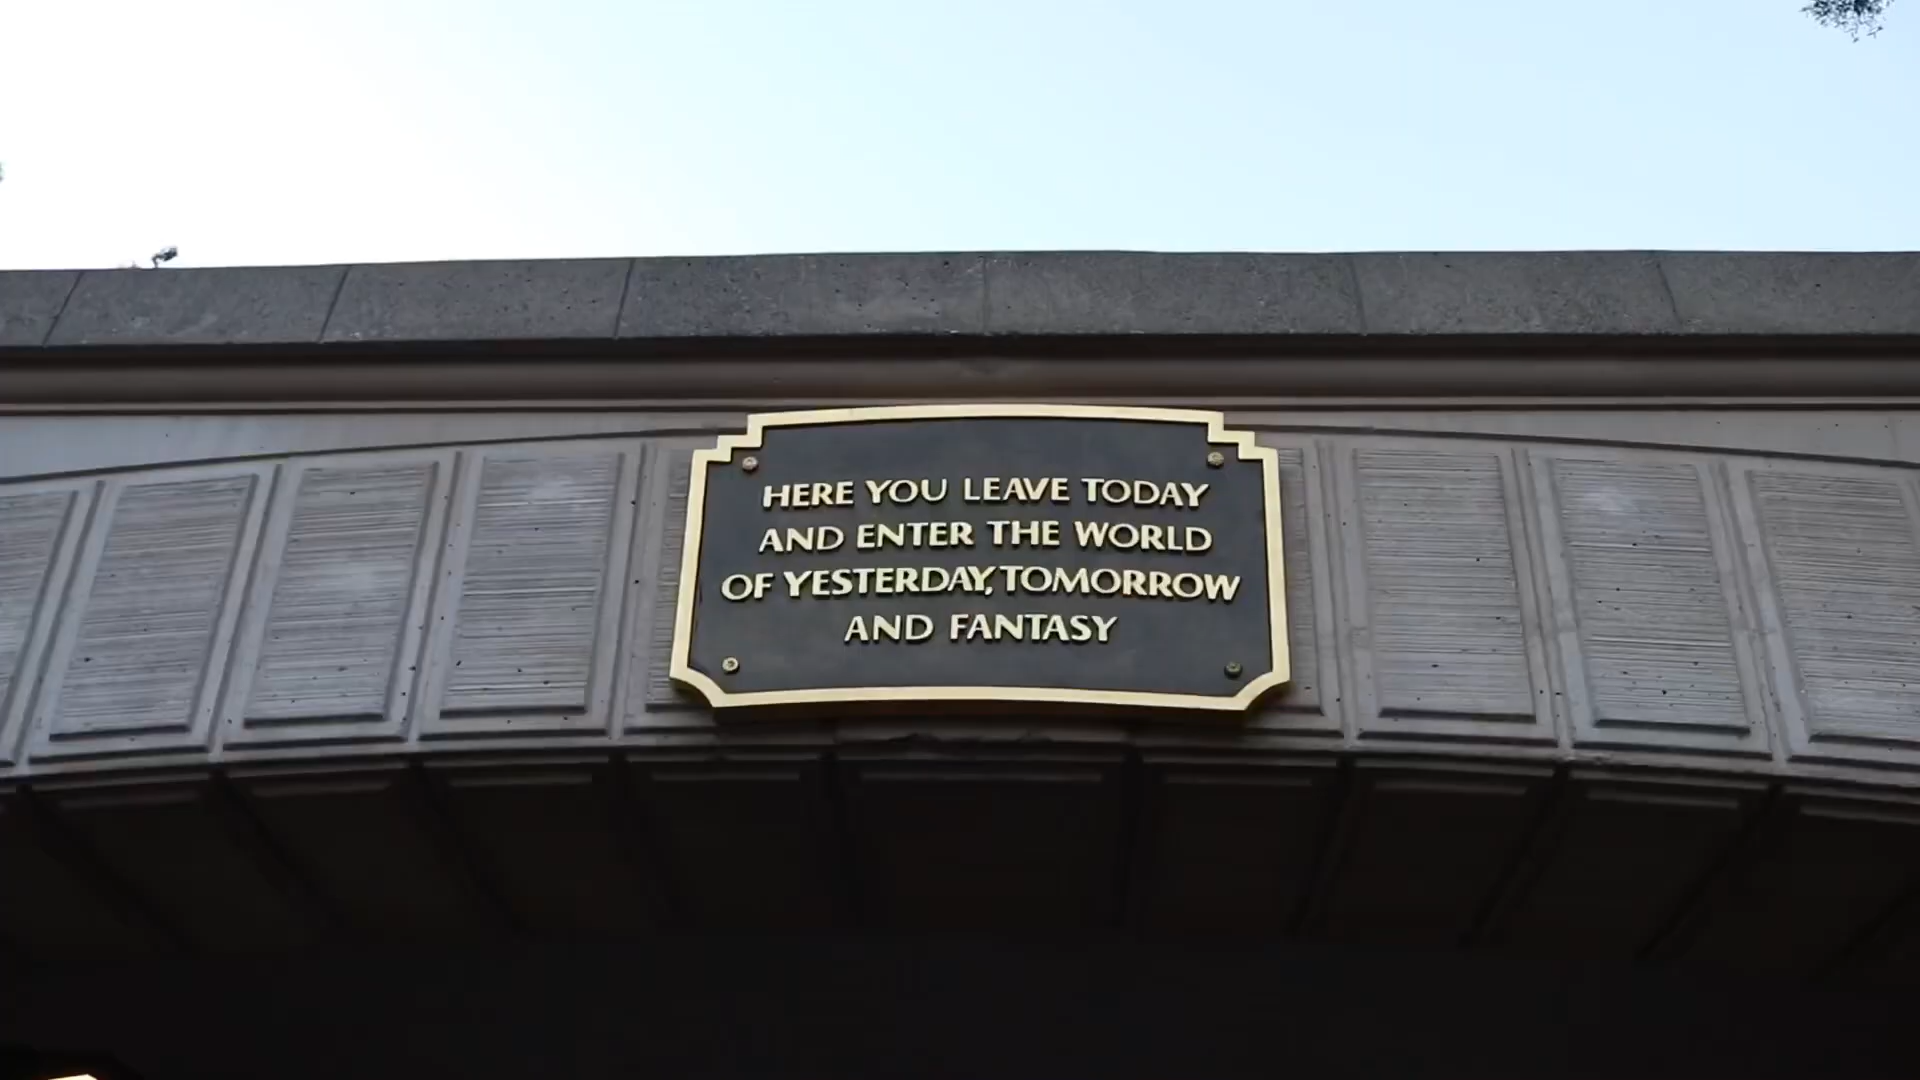 HERE YOU LEAVE TODAY
AND ENTER THE WORLD
OF YESTERDAY, TOMORROW
AND FANTASY